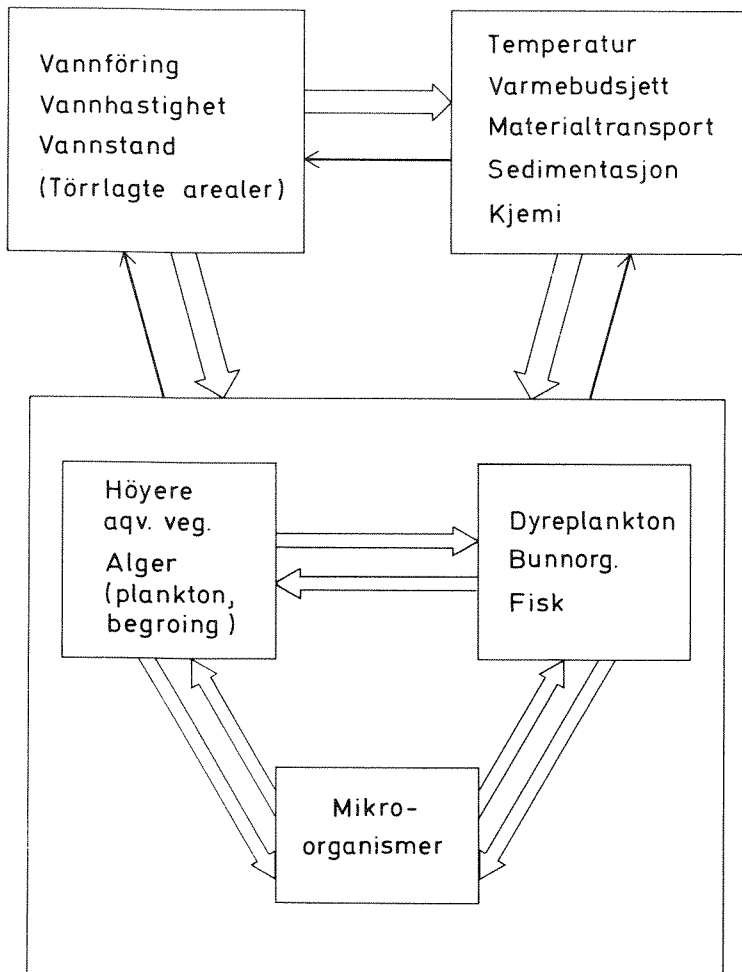 Vannföring
Vannhastighet
Vannstand
(Törrlagte arealer)
Temperatur
Varmebudsjett
Materialtransport
Sedimentasjon
Kjemi
Höyere
aqv. veg.
Alger
(plankton,
begroing)
Dyreplankton
Bunnorg.
Fisk
Mikro-
organismer